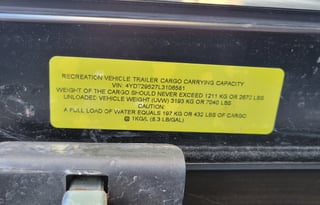 RECREATION VEHICLE TRAILER CARGO CARRYING CAPACITY
VIN: 4YDT29527L3106581
WEIGHT OF THE CARGO SHOULD NEVER EXCEED 1211 KG OR 2670 LBS
UNLOADED VEHICLE WEIGHT (UVW) 3193 KG OR 7040 LBS
CAUTION:
A FULL LOAD OF WATER EQUALS 197 KG OR 432 LBS OF CARGO
@ 1KG/L (8.3 LB/GAL)